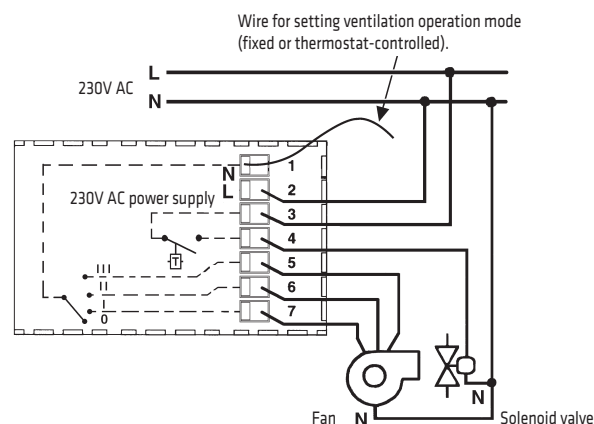 Wire for setting ventilation operation mode
(fixed or thermostat-controlled).
L
230V AC
N
1
N
L
2
230V AC power supply
3
4
T
5
III
II
6
I
0
7
N
Fan
N
Solenoid valve